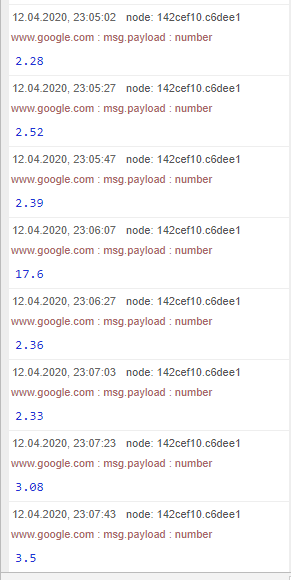 12.04.2020, 23:05:02 node: 142cef10.c6dee1
www.google.com : msg.payload : number
2.28
12.04.2020, 23:05:27 node: 142cef10.c6dee1
www.google.com : msg.payload : number
2.52
12.04.2020, 23:05:47 node: 142cef10.c6dee1
www.google.com : msg.payload : number
2.39
12.04.2020, 23:06:07 node: 142cef10.c6dee1
www.google.com : msg.payload : number
17.6
12.04.2020, 23:06:27 node: 142cef10.c6dee1
www.google.com : msg.payload : number
2.36
12.04.2020, 23:07:03 node: 142cef10.c6dee1
www.google.com : msg.payload : number
2.33
12.04.2020, 23:07:23 node: 142cef10.c6dee1
www.google.com : msg.payload : number
3.08
12.04.2020, 23:07:43 node: 142cef10.c6dee1
www.google.com : msg.payload : number
3.5